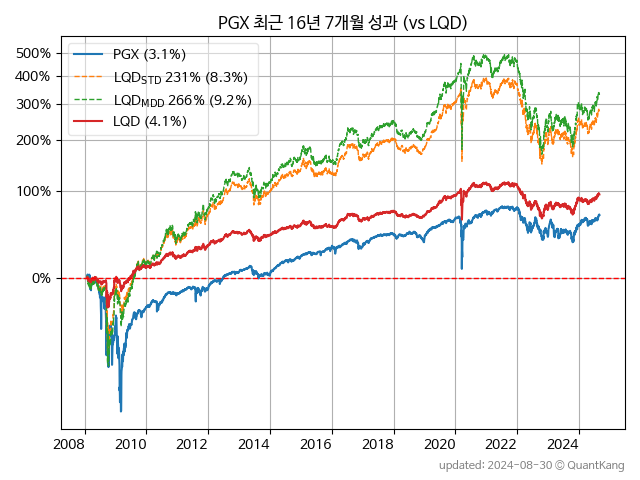 PGX 최근 16년 7개월 성과 (vs LQD)
500%
400%
300%
200%
100%
0%
PGX (3.1%)
LQD_STD 231% (8.3%)
LQD_MDD 266% (9.2%)
LQD (4.1%)
2008 2010 2012 2014 2016 2018 2020 2022 2024
updated: 2024-08-30 © QuantKang